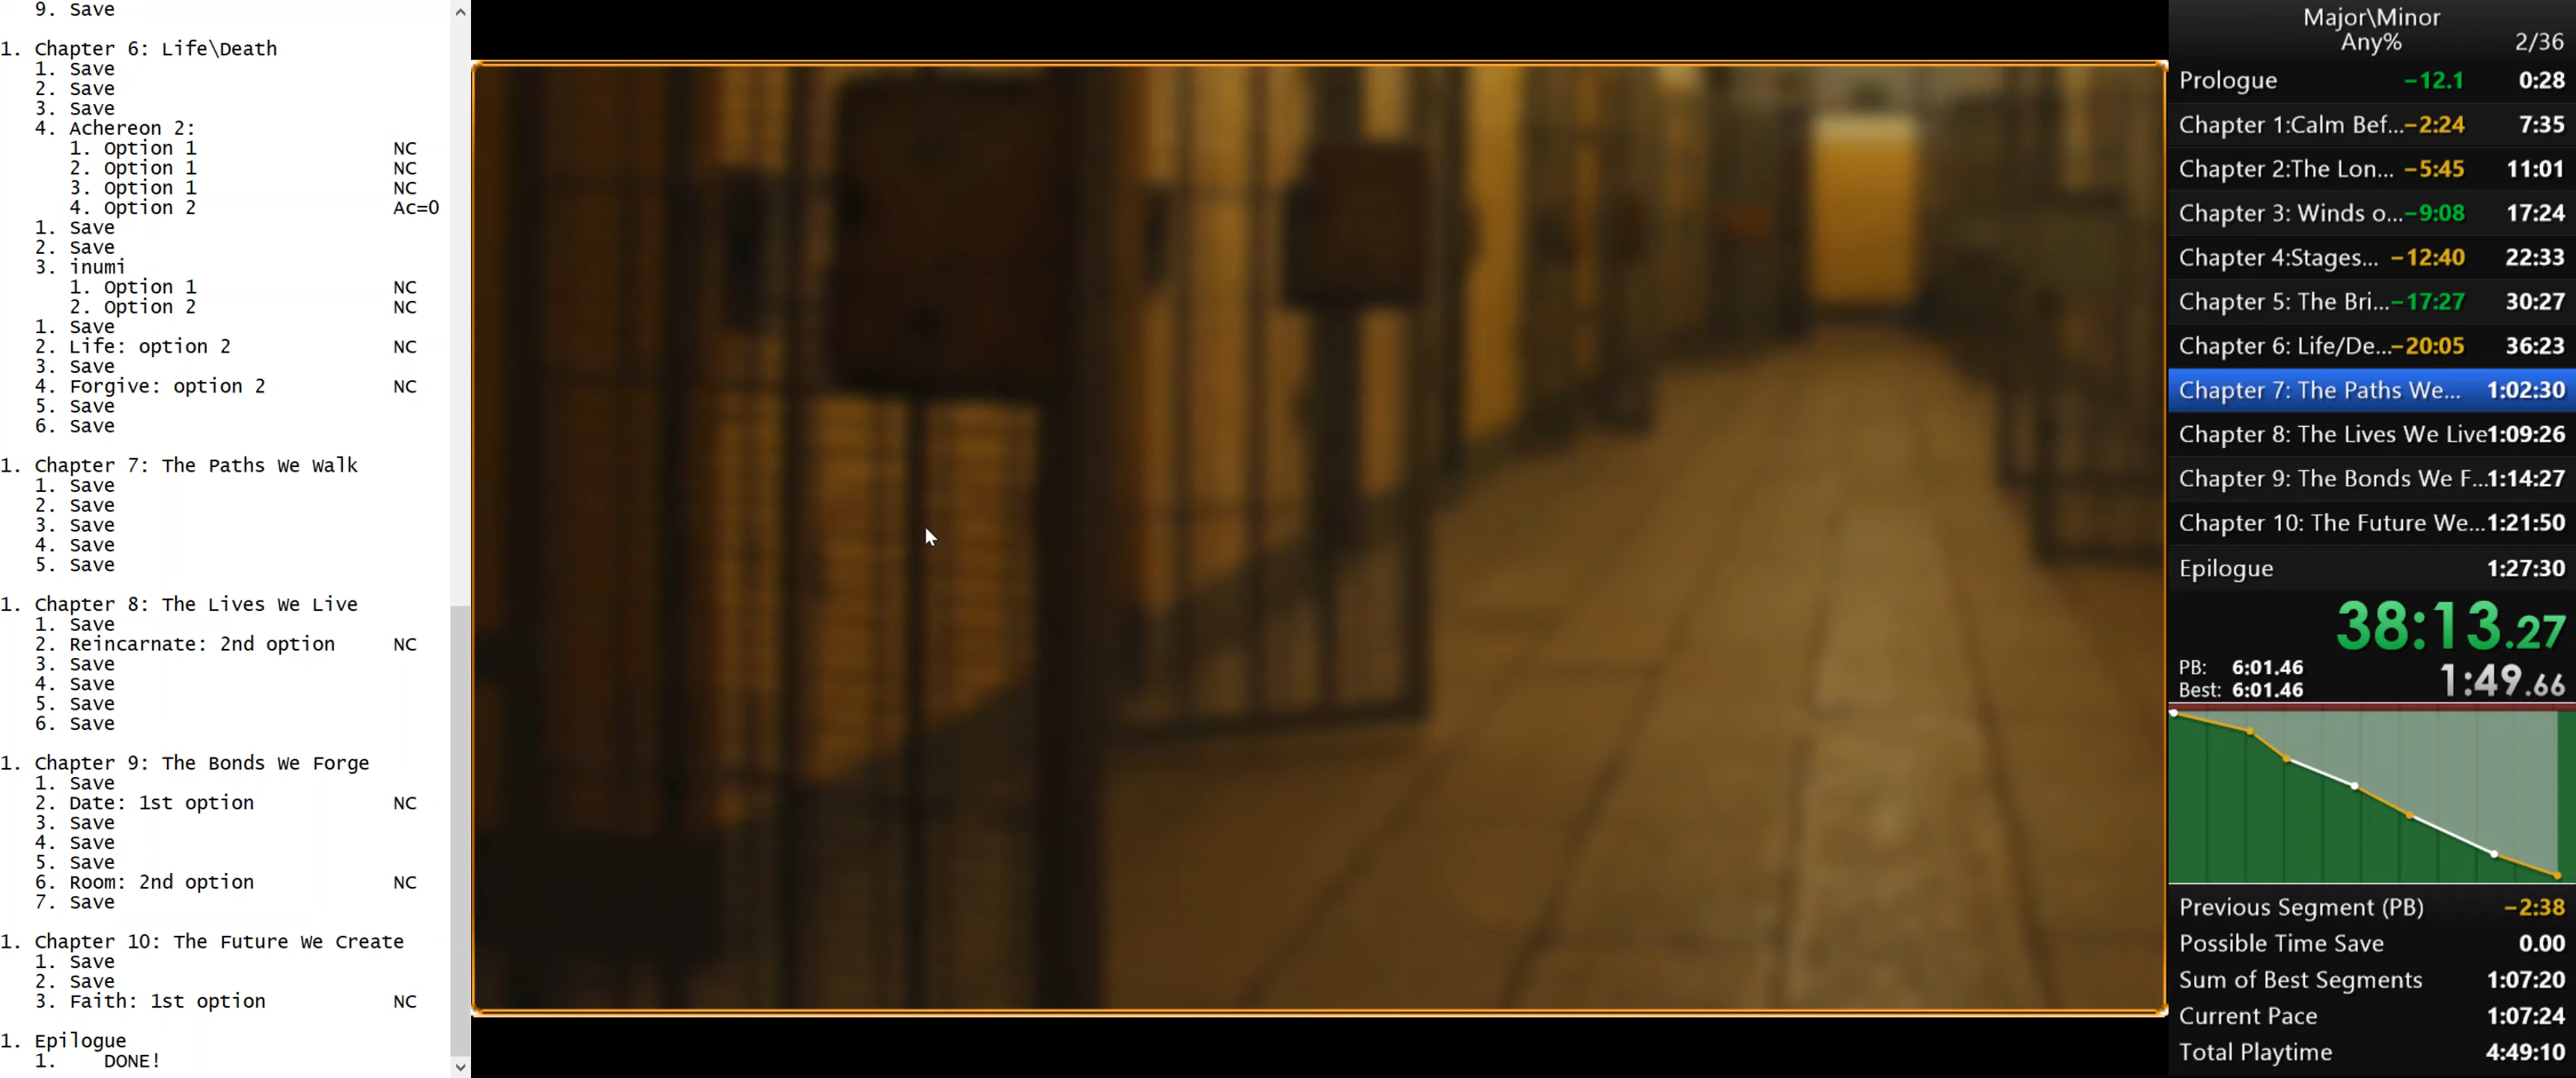 9. Save
1. Chapter 6: Life\Death
1. Save
2. Save
3. Save
4. Achereon 2:
1. Option 1 NC
2. Option 1 NC
3. Option 1 NC
4. Option 2 Ac=0
1. Save
2. Save
3. inumi
1. Option 1 NC
2. Option 2 NC
1. Save
2. Life: option 2 NC
3. Save
4. Forgive: option 2 NC
5. Save
6. Save
1. Chapter 7: The Paths We Walk
1. Save
2. Save
3. Save
4. Save
5. Save
1. Chapter 8: The Lives We Live
1. Save
2. Reincarnate: 2nd option NC
3. Save
4. Save
5. Save
6. Save
1. Chapter 9: The Bonds We Forge
1. Save
2. Date: 1st option NC
3. Save
4. Save
5. Save
6. Room: 2nd option NC
7. Save
1. Chapter 10: The Future We Create
1. Save
2. Save
3. Faith: 1st option NC
1. Epilogue
1. DONE!
Major\Minor
Any% 2/36
Prologue −12.1 0:28
Chapter 1:Calm Bef...−2:24 7:35
Chapter 2:The Lon... −5:45 11:01
Chapter 3: Winds o...−9:08 17:24
Chapter 4:Stages... −12:40 22:33
Chapter 5: The Bri...−17:27 30:27
Chapter 6: Life/De...−20:05 36:23
Chapter 7: The Paths We... 1:02:30
Chapter 8: The Lives We Live1:09:26
Chapter 9: The Bonds We F...1:14:27
Chapter 10: The Future We...1:21:50
Epilogue 1:27:30
38:13.27
PB: 6:01.46
Best: 6:01.46
1:49.66
Previous Segment (PB) −2:38
Possible Time Save 0.00
Sum of Best Segments 1:07:20
Current Pace 1:07:24
Total Playtime 4:49:10